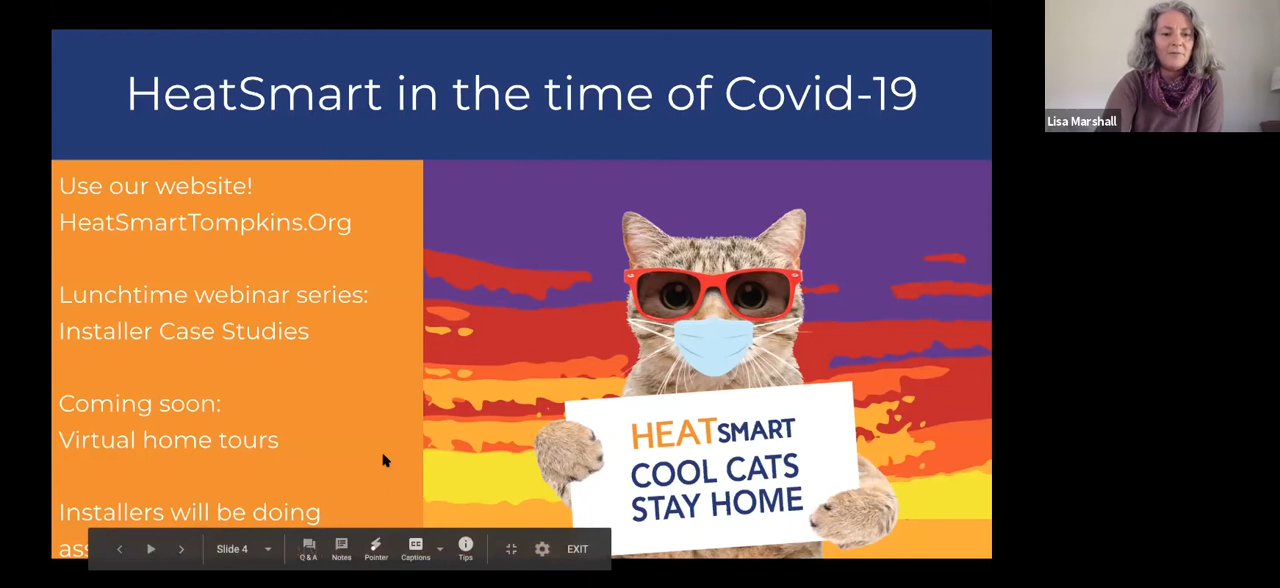 HeatSmart in the time of Covid-19
Use our website!
HeatSmartTompkins.Org
Lunchtime webinar series:
Installer Case Studies
Coming soon:
Virtual home tours
Installers will be doing
HEATSMART
COOL CATS
STAY HOME
Lisa Marshall
Slide 4
Q & A
Notes
Pointer
Captions
Tips
EXIT